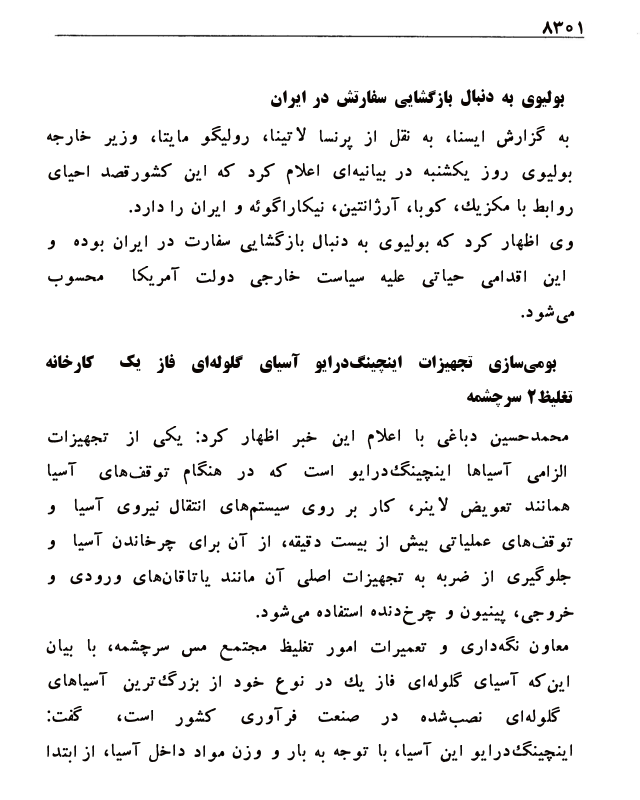 ۸۳۰۱
بولیوی به دنبال بازگشایی سفارتش در ایران
به گزارش ایسنا، به نقل از پرنسا لاتینا، رولیگو مایتا، وزیر خارجه
بولیوی روز یکشنبه در بیانیه‌ای اعلام کرد که این کشورقصد احیای
روابط با مکزیک، کوبا، آرژانتین، نیکاراگوئه و ایران را دارد.
وی اظهار کرد که بولیوی به دنبال بازگشایی سفارت در ایران بوده و
این اقدامی حیاتی علیه سیاست خارجی دولت آمریکا محسوب
می‌شود.
بومی‌سازی تجهیزات اینچینگ‌درایو آسیای گلوله‌ای فاز یک کارخانه
تغلیظ۲ سرچشمه
محمدحسین دباغی با اعلام این خبر اظهار کرد: یکی از تجهیزات
الزامی آسیاها اینچینگ‌درایو است که در هنگام توقف‌های آسیا
همانند تعویض لاینر، کار بر روی سیستم‌های انتقال نیروی آسیا و
توقف‌های عملیاتی بیش از بیست دقیقه، از آن برای چرخاندن آسیا و
جلوگیری از ضربه به تجهیزات اصلی آن مانند یاتاقان‌های ورودی و
خروجی، پینیون و چرخ‌دنده استفاده می‌شود.
معاون نگه‌داری و تعمیرات امور تغلیظ مجتمع مس سرچشمه، با بیان
این‌که آسیای گلوله‌ای فاز یک در نوع خود از بزرگ‌ترین آسیاهای
گلوله‌ای نصب‌شده در صنعت فرآوری کشور است، گفت:
اینچینگ‌درایو این آسیا، با توجه به بار و وزن مواد داخل آسیا، از ابتدا